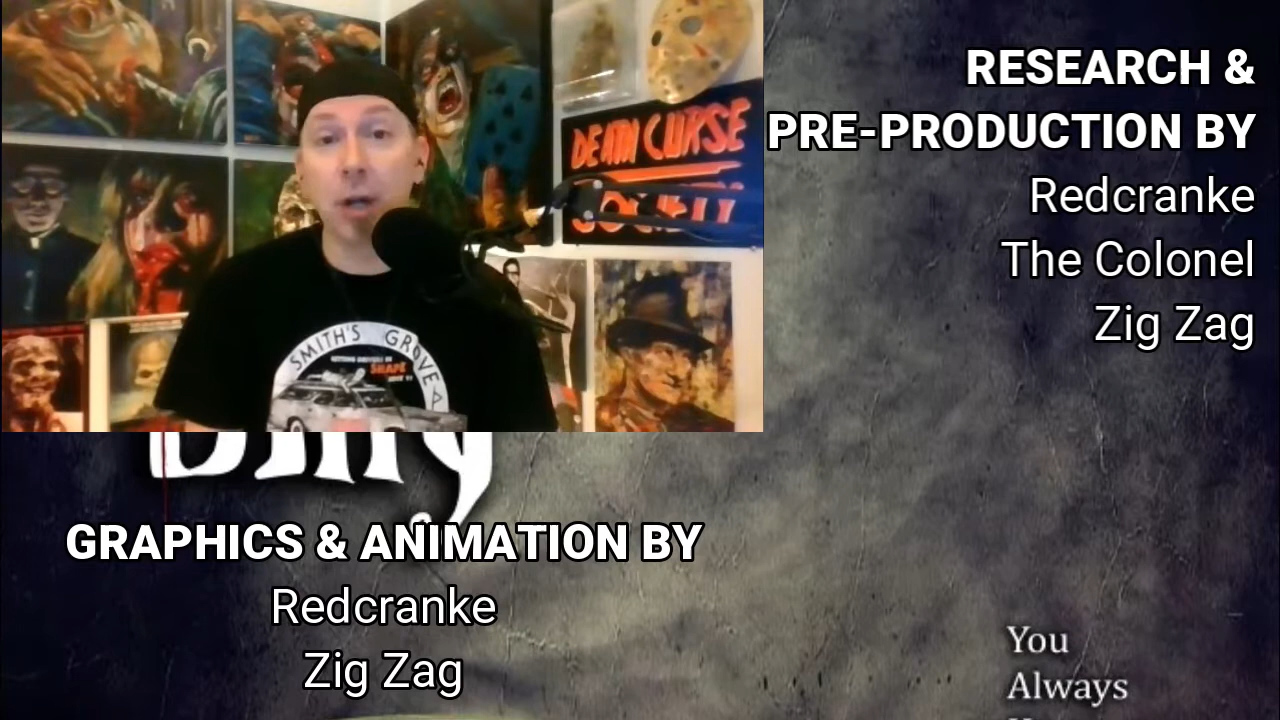 RESEARCH &
PRE-PRODUCTION BY
Redcranke
The Colonel
Zig Zag
DEATH CURSE
SOCIETY
SMITH'S GROVE
SHAPE
GRAPHICS & ANIMATION BY
Redcranke
Zig Zag
You
Always